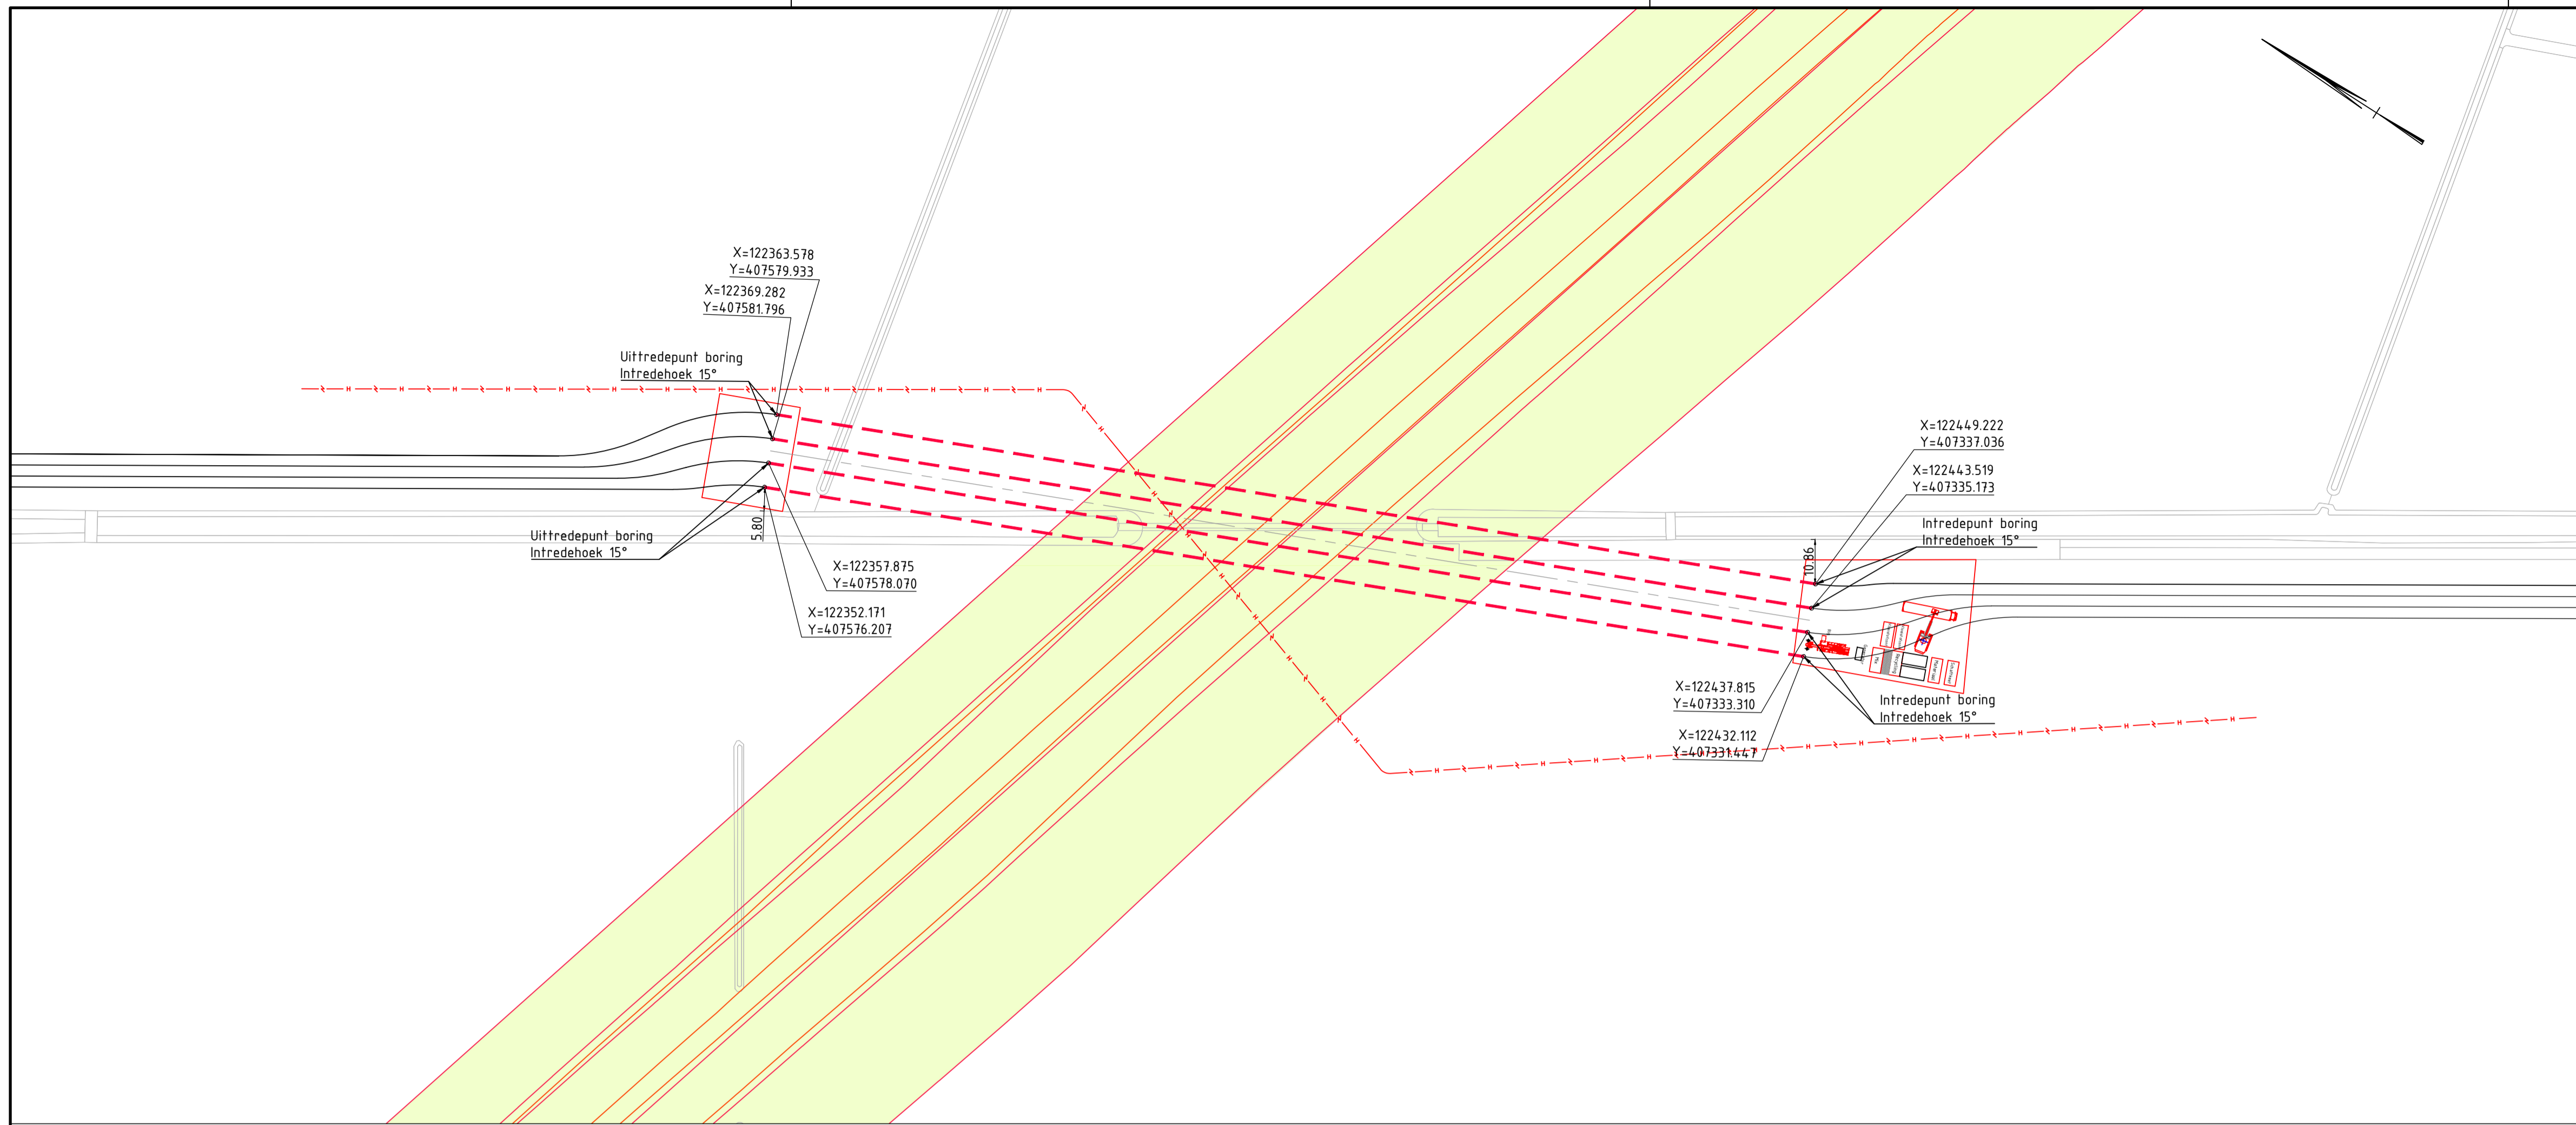 X=122363.578
Y=407579.933
X=122369.282
Y=407581.796
Uittredepunt boring
Intredehoek 15°
Uittredepunt boring
Intredehoek 15°
5.80
X=122357.875
Y=407578.070
X=122352.171
Y=407576.207
X=122449.222
Y=407337.036
X=122443.519
Y=407335.173
Intredepunt boring
Intredehoek 15°
10.86
X=122437.815
Y=407333.310
Intredepunt boring
Intredehoek 15°
X=122432.112
Y=407331.447